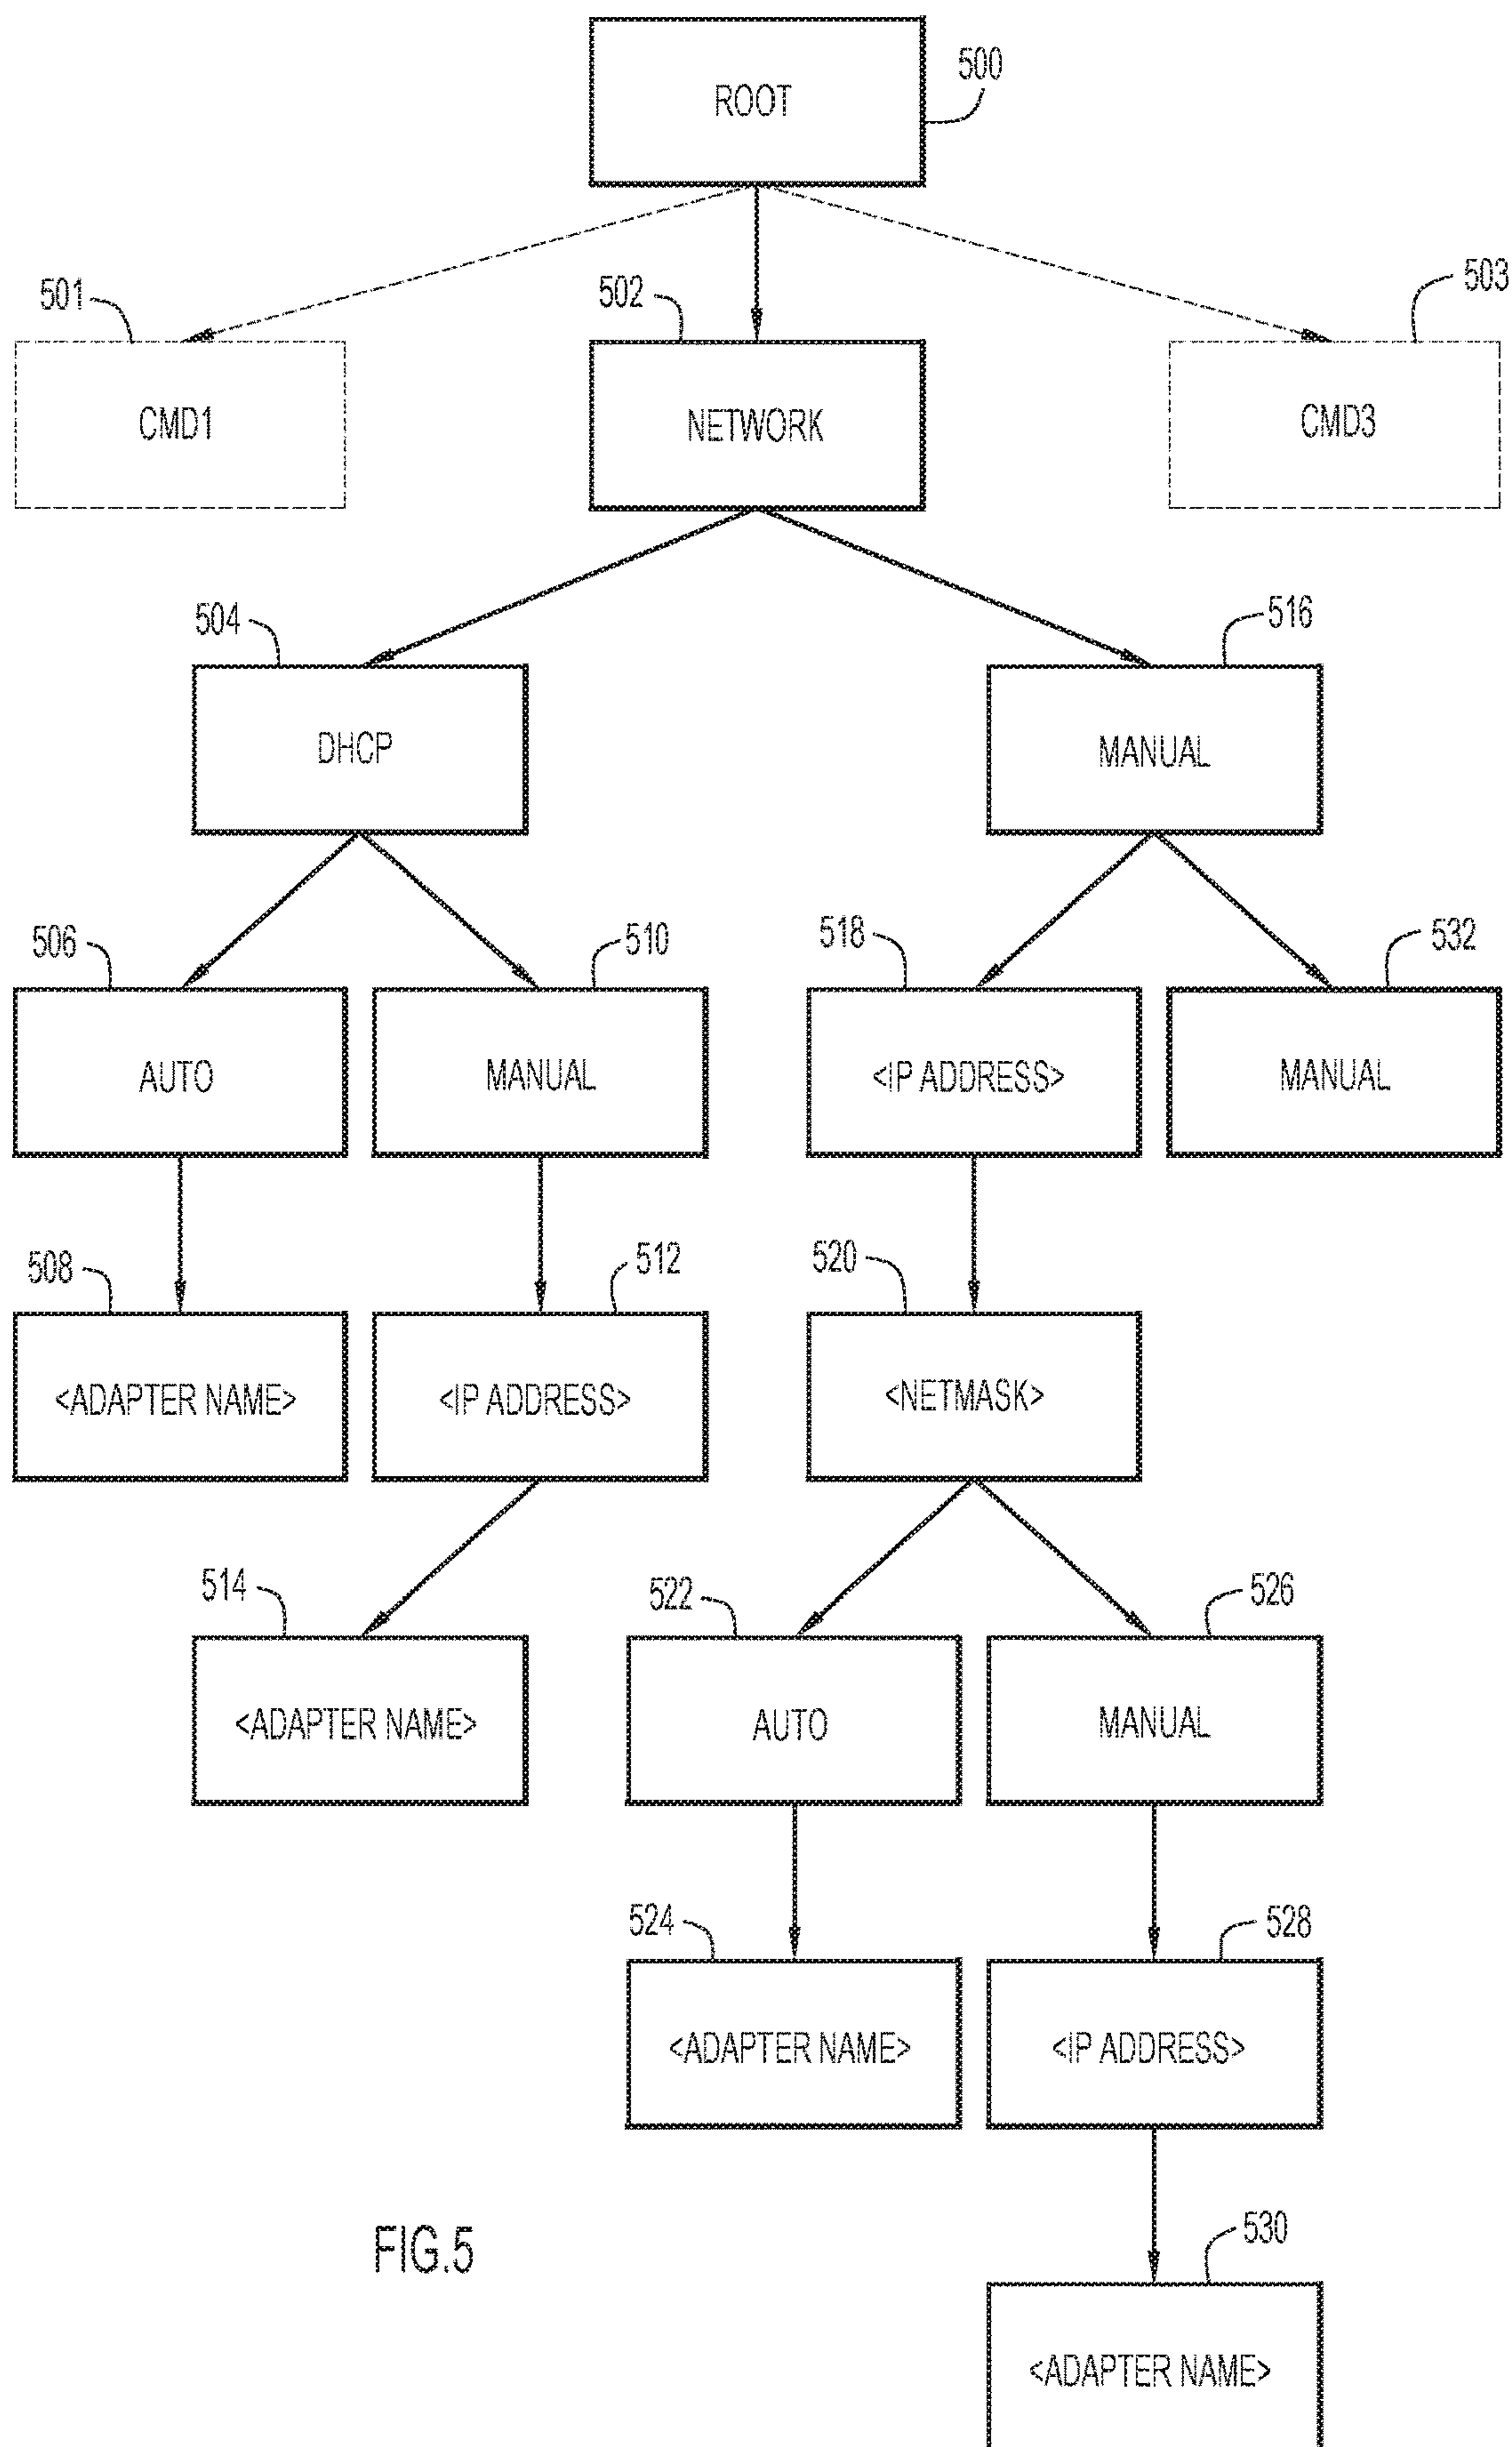 ROOT
500
501
502
503
CMD1
NETWORK
CMD3
504
516
DHCP
MANUAL
506
510
518
532
AUTO
MANUAL
<IP ADDRESS>
MANUAL
508
512
520
<ADAPTER NAME>
<IP ADDRESS>
<NETMASK>
514
522
526
<ADAPTER NAME>
AUTO
MANUAL
524
528
<ADAPTER NAME>
<IP ADDRESS>
FIG.5
530
<ADAPTER NAME>